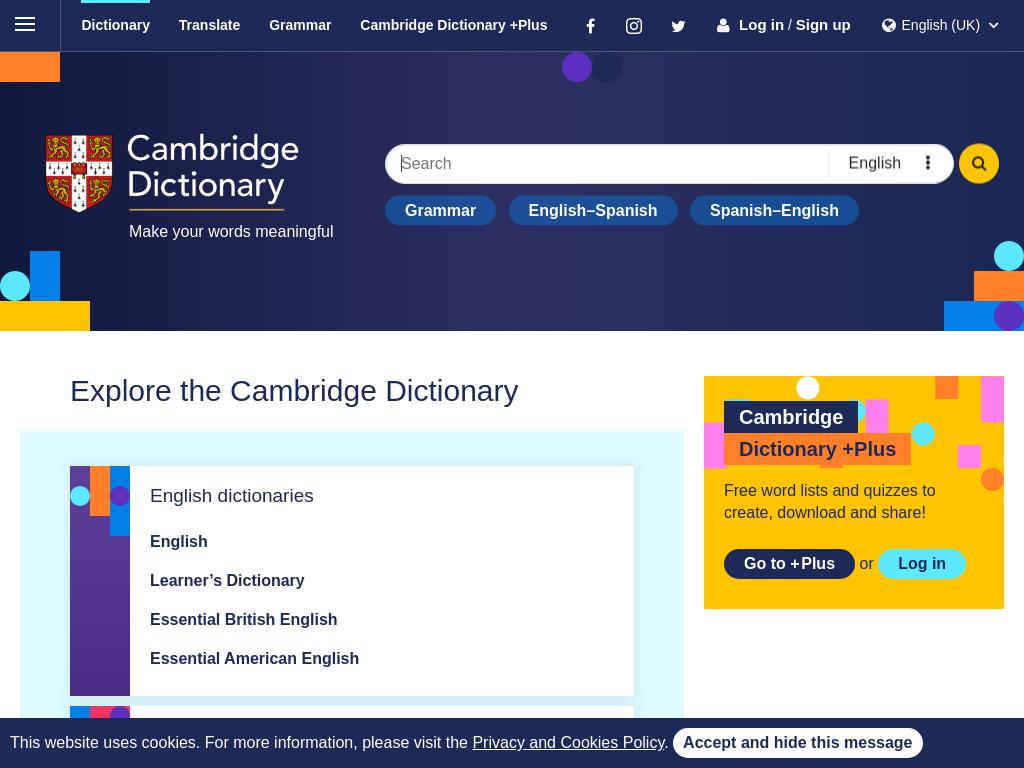 Dictionary Translate Grammar Cambridge Dictionary +Plus Log in / Sign up English (UK)
Cambridge
Dictionary
Make your words meaningful
Search English
Grammar English–Spanish Spanish–English
Explore the Cambridge Dictionary
English dictionaries
English
Learner’s Dictionary
Essential British English
Essential American English
Cambridge
Dictionary +Plus
Free word lists and quizzes to
create, download and share!
Go to +Plus or Log in
This website uses cookies. For more information, please visit the Privacy and Cookies Policy. Accept and hide this message